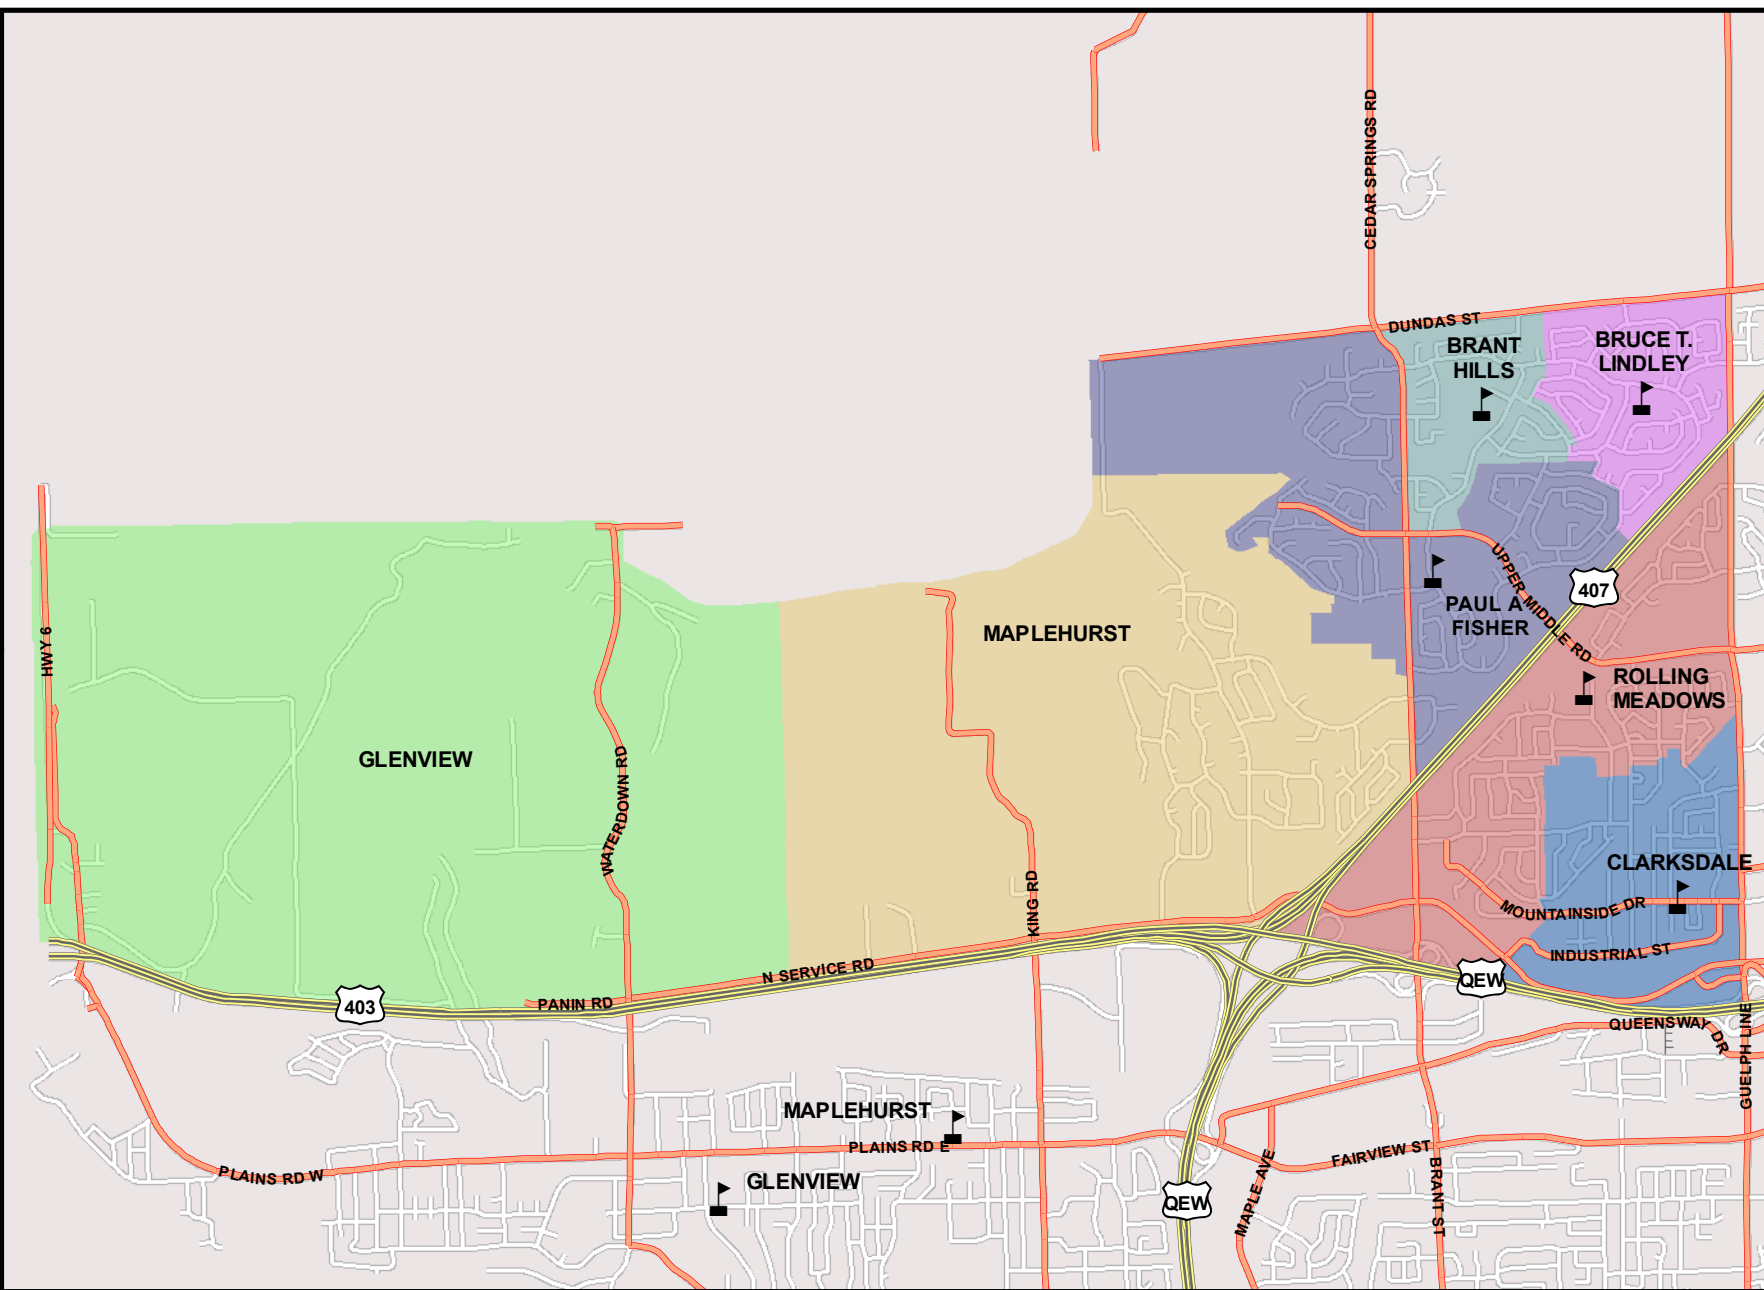 CEDAR SPRINGS RD
DUNDAS ST
BRANT
HILLS
BRUCE T.
LINDLEY
UPPER MIDDLE RD
407
PAUL A
FISHER
HWY 6
MAPLEHURST
ROLLING
MEADOWS
GLENVIEW
WATERDOWN RD
CLARKSDALE
KING RD
MOUNTAINSIDE DR
INDUSTRIAL ST
N SERVICE RD
QEW
403
PANIN RD
QUEENSWAY DR
GUELPH LINE
MAPLEHURST
PLAINS RD E
FAIRVIEW ST
PLAINS RD W
GLENVIEW
MAPLE AVE
BRANT ST
QEW